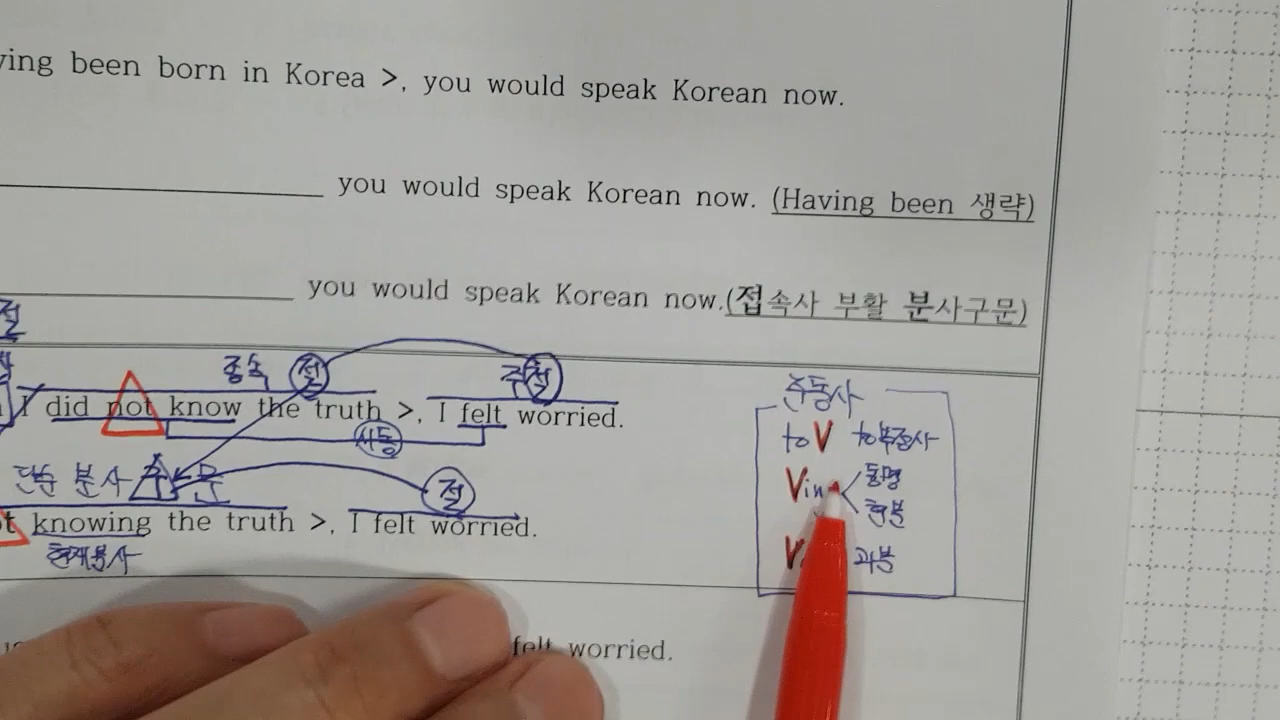 ving been born in Korea >, you would speak Korean now.
you would speak Korean now. (Having been 생략)
you would speak Korean now.(접속사 부활 분사구문)
절
종속 절 주절
I did not know the truth >, I felt worried.
시동
준동사
to V to부정사
Ving 동명
현분
과분
단순 분사 구 문 절
knowing the truth >, I felt worried.
현재분사
felt worried.